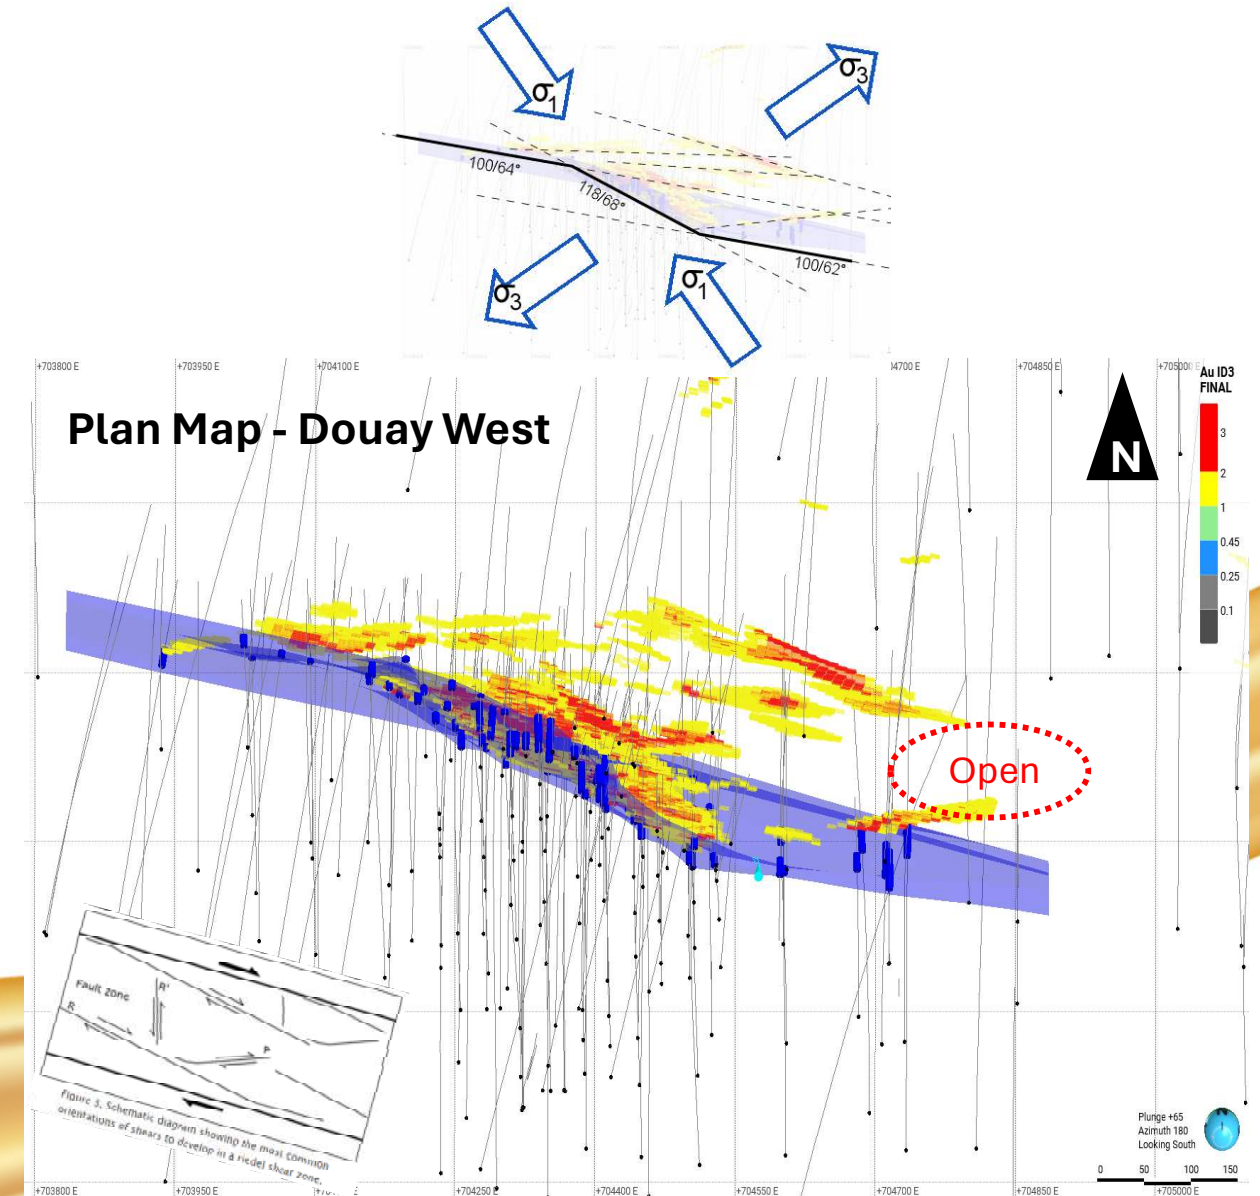 σ1
σ3
100/64°
118/68°
σ3
σ1
100/62°
+703800 E
+703950 E
+704100 E
704700 E
+704850 E
+705000 E
Au ID3
FINAL
Plan Map - Douay West
N
3
2
1
0.45
0.25
0.1
Open
Fault zone
R'
R
P
Figure 3, Schematic diagram showing the most common
orientations of shears to develop in a riedel shear zone.
Plunge +65
Azimuth 180
Looking South
N
0 50 100 150
+703800 E
+703950 E
+704250 E
+704400 E
+704550 E
+704700 E
+704850 E
+705000 E